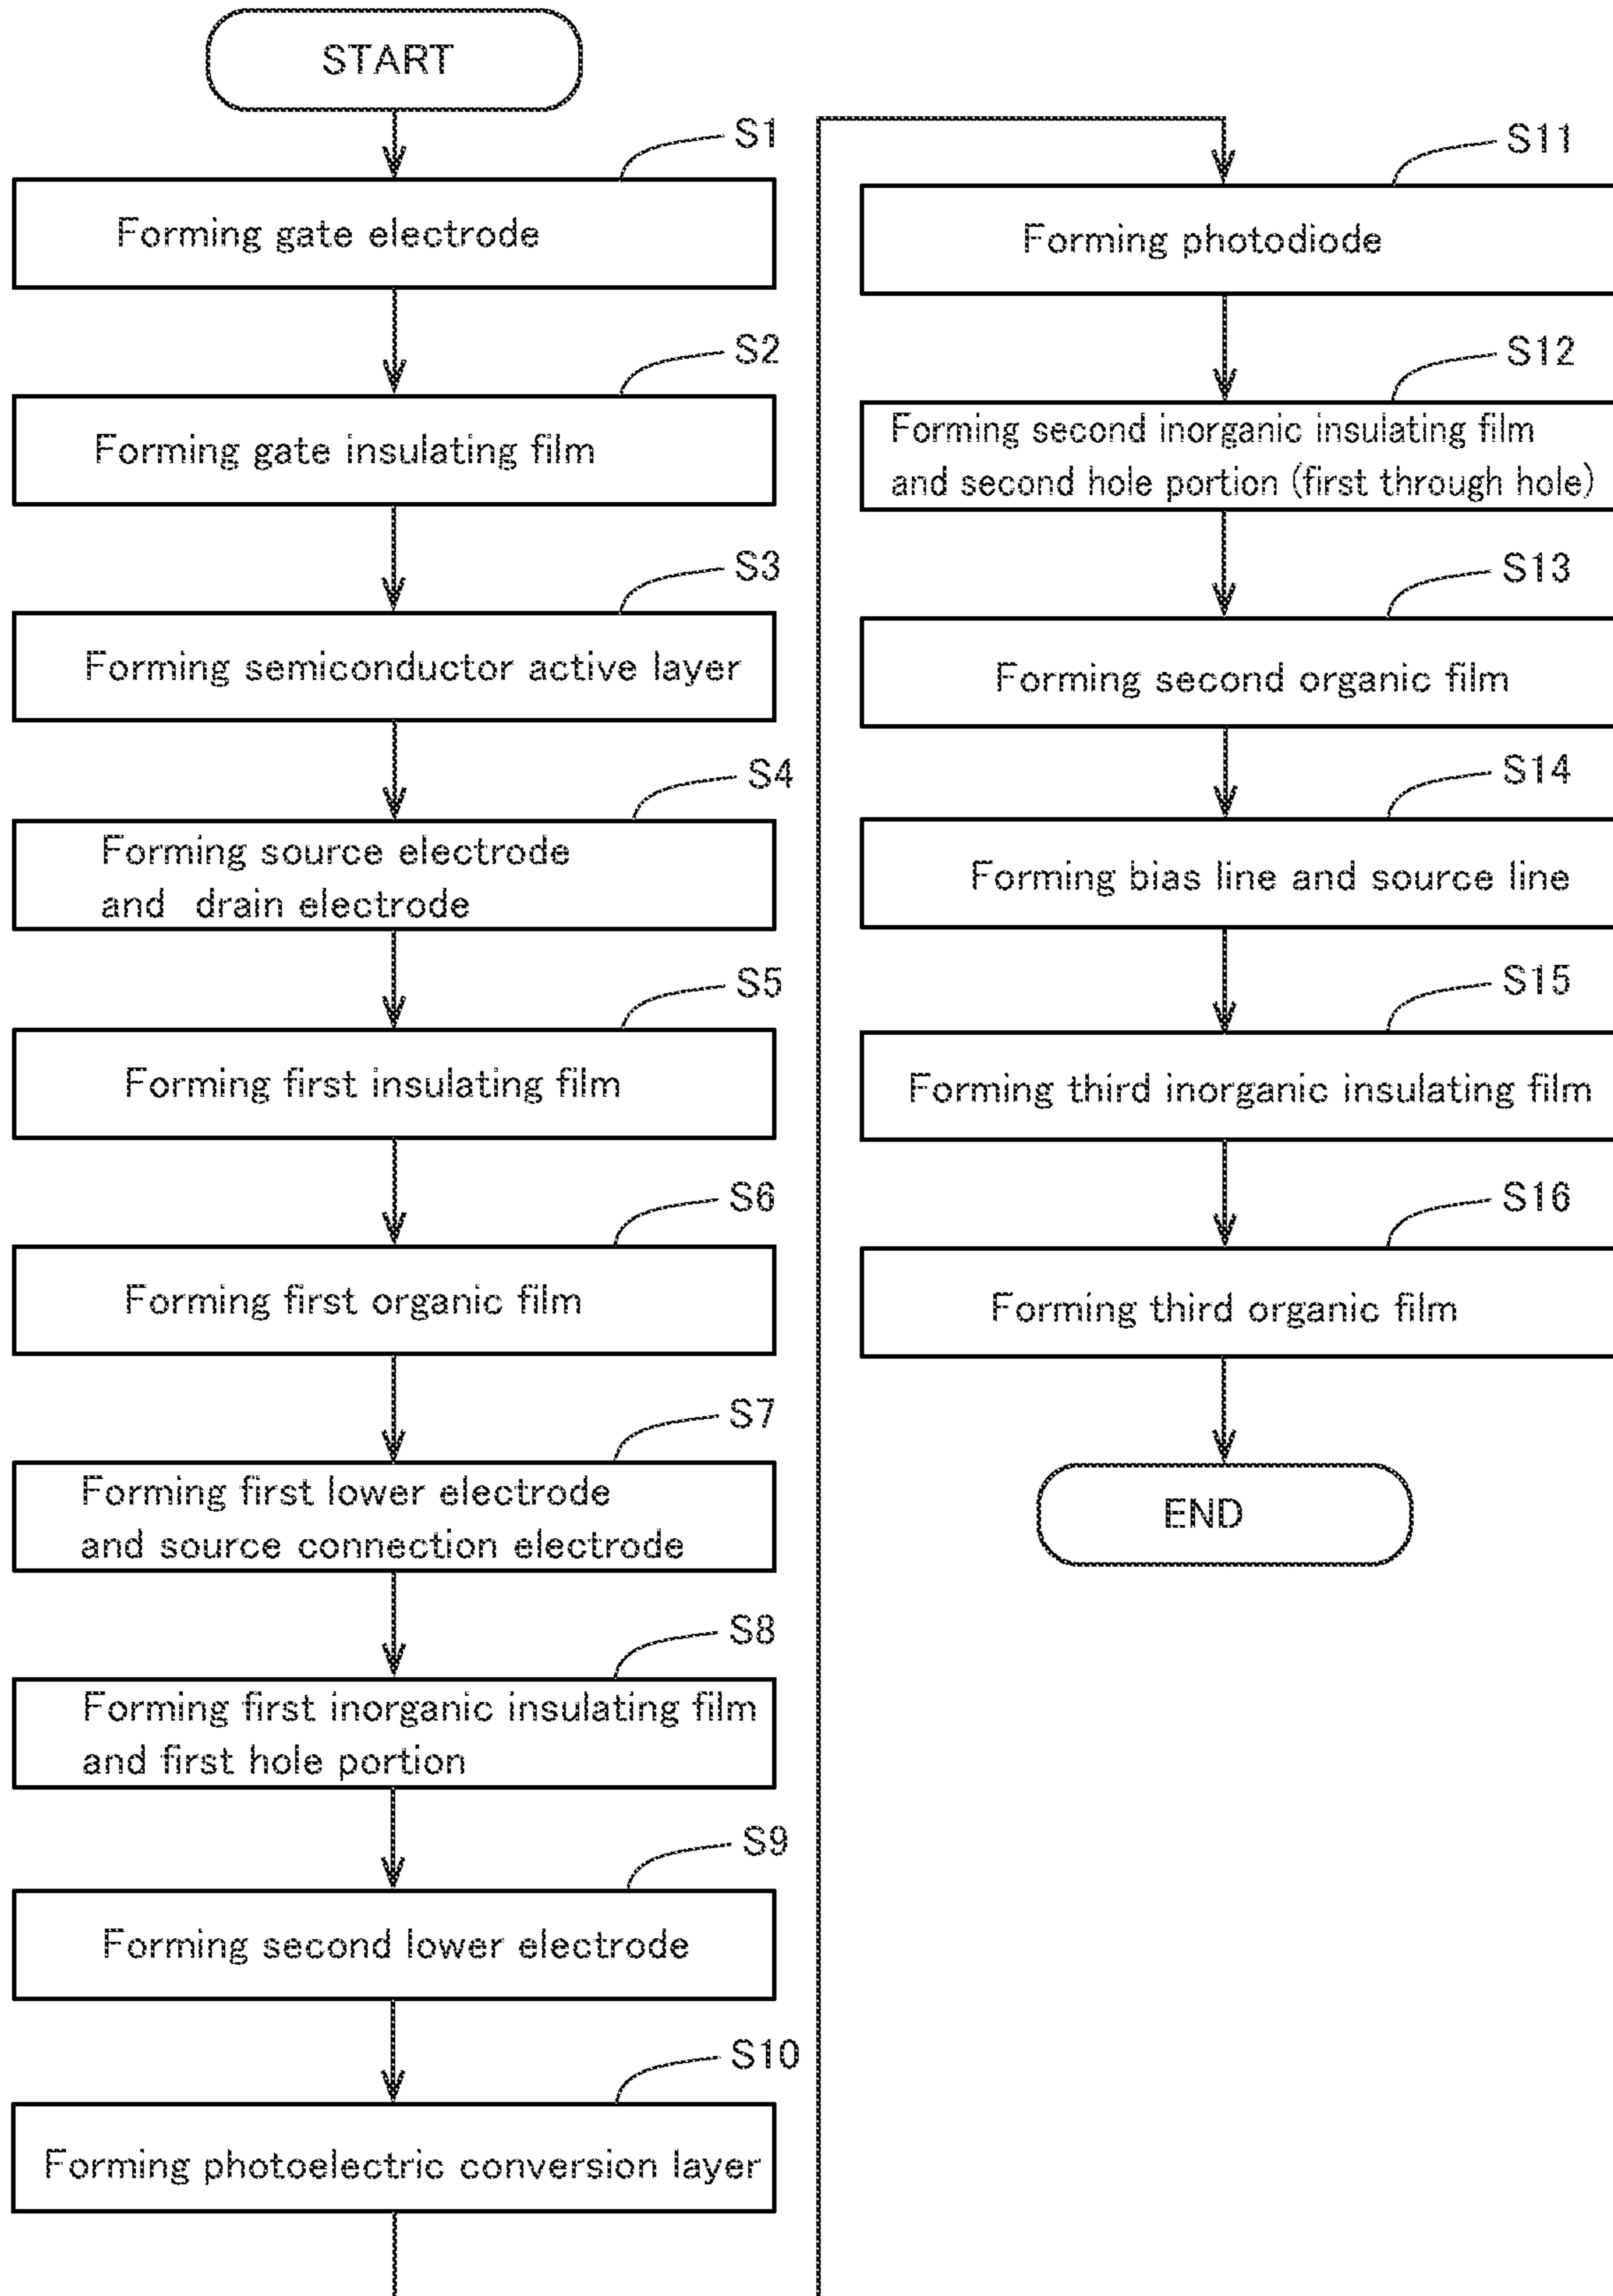 START
S1
Forming gate electrode
S2
Forming gate insulating film
S3
Forming semiconductor active layer
S4
Forming source electrode
and drain electrode
S5
Forming first insulating film
S6
Forming first organic film
S7
Forming first lower electrode
and source connection electrode
S8
Forming first inorganic insulating film
and first hole portion
S9
Forming second lower electrode
S10
Forming photoelectric conversion layer
S11
Forming photodiode
S12
Forming second inorganic insulating film
and second hole portion (first through hole)
S13
Forming second organic film
S14
Forming bias line and source line
S15
Forming third inorganic insulating film
S16
Forming third organic film
END